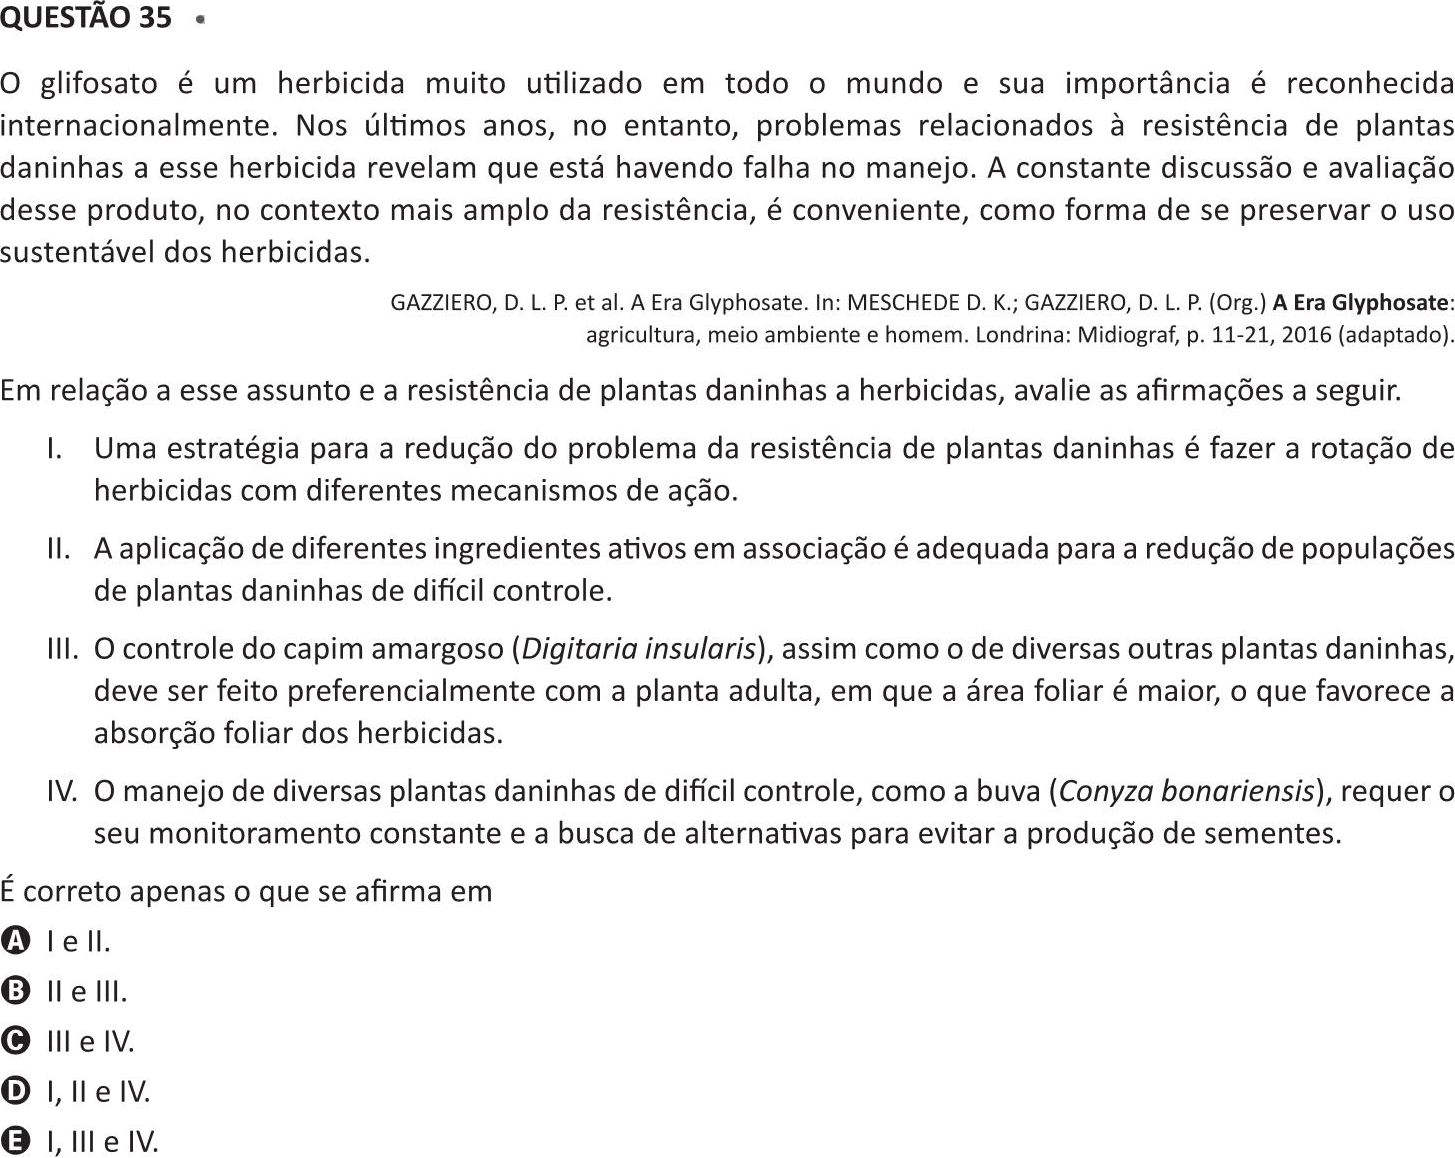 QUESTÃO 35
O glifosato é um herbicida muito utilizado em todo o mundo e sua importância é reconhecida
internacionalmente. Nos últimos anos, no entanto, problemas relacionados à resistência de plantas
daninhas a esse herbicida revelam que está havendo falha no manejo. A constante discussão e avaliação
desse produto, no contexto mais amplo da resistência, é conveniente, como forma de se preservar o uso
sustentável dos herbicidas.
GAZZIERO, D. L. P. et al. A Era Glyphosate. In: MESCHEDE D. K.; GAZZIERO, D. L. P. (Org.) A Era Glyphosate:
agricultura, meio ambiente e homem. Londrina: Midiograf, p. 11-21, 2016 (adaptado).
Em relação a esse assunto e a resistência de plantas daninhas a herbicidas, avalie as afirmações a seguir.
I. Uma estratégia para a redução do problema da resistência de plantas daninhas é fazer a rotação de
herbicidas com diferentes mecanismos de ação.
II. A aplicação de diferentes ingredientes ativos em associação é adequada para a redução de populações
de plantas daninhas de difícil controle.
III. O controle do capim amargoso (Digitaria insularis), assim como o de diversas outras plantas daninhas,
deve ser feito preferencialmente com a planta adulta, em que a área foliar é maior, o que favorece a
absorção foliar dos herbicidas.
IV. O manejo de diversas plantas daninhas de difícil controle, como a buva (Conyza bonariensis), requer o
seu monitoramento constante e a busca de alternativas para evitar a produção de sementes.
É correto apenas o que se afirma em
A I e II.
B II e III.
C III e IV.
D I, II e IV.
E I, III e IV.